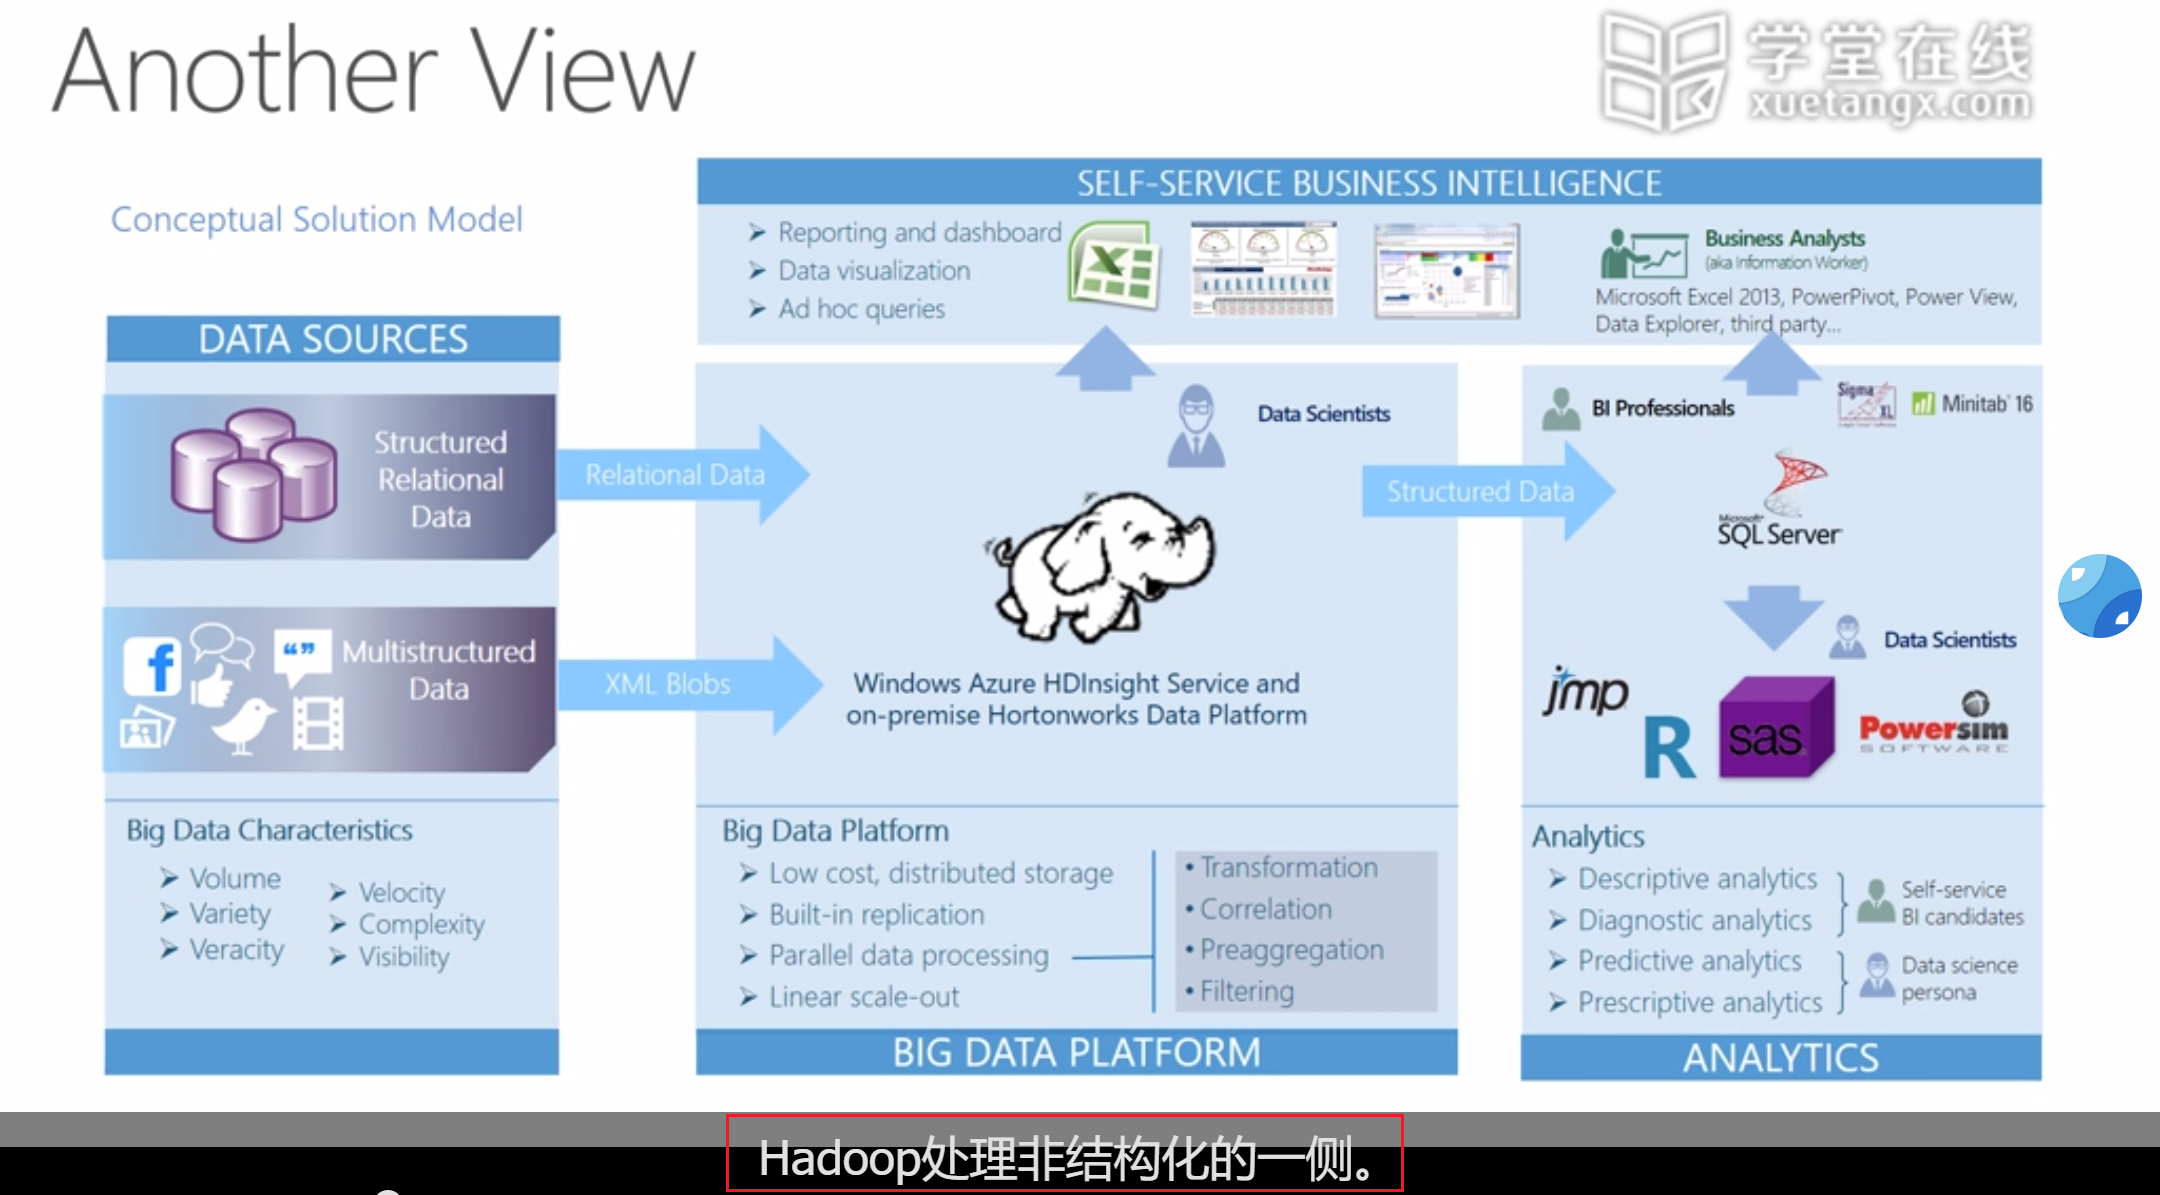 Another View
学堂在线
xuetangx.com
Conceptual Solution Model
SELF-SERVICE BUSINESS INTELLIGENCE
Reporting and dashboard
Data visualization
Ad hoc queries
Business Analysts
(aka Information Worker)
Microsoft Excel 2013, PowerPivot, Power View,
Data Explorer, third party...
DATA SOURCES
Structured
Relational
Data
Multistructured
Data
Big Data Characteristics
Volume
Variety
Veracity
Velocity
Complexity
Visibility
Relational Data
XML Blobs
Data Scientists
Windows Azure HDInsight Service and
on-premise Hortonworks Data Platform
Big Data Platform
Low cost, distributed storage
Built-in replication
Parallel data processing
Linear scale-out
• Transformation
• Correlation
• Preaggregation
• Filtering
BIG DATA PLATFORM
Structured Data
BI Professionals
Sigma
XL
Minitab 16
Microsoft
SQL Server
Data Scientists
jmp
R
sas
Powersim
SOFTWARE
Analytics
Descriptive analytics
Diagnostic analytics
Predictive analytics
Prescriptive analytics
Self-service
BI candidates
Data science
persona
ANALYTICS
Hadoop处理非结构化的一侧。